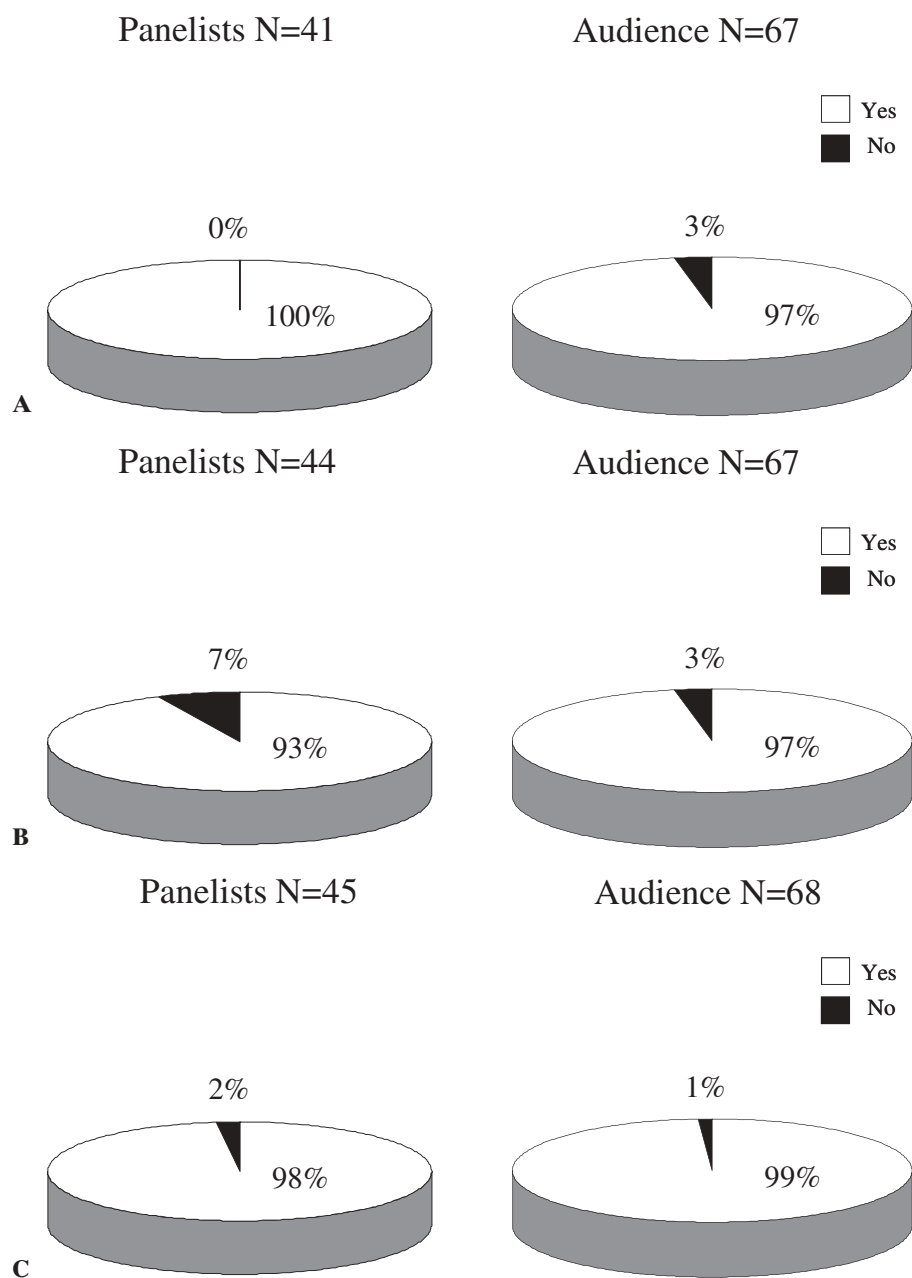 Panelists N=41
Audience N=67
Yes
No
0%
100%
3%
97%
A
Panelists N=44
Audience N=67
Yes
No
7%
93%
3%
97%
B
Panelists N=45
Audience N=68
Yes
No
2%
98%
1%
99%
C